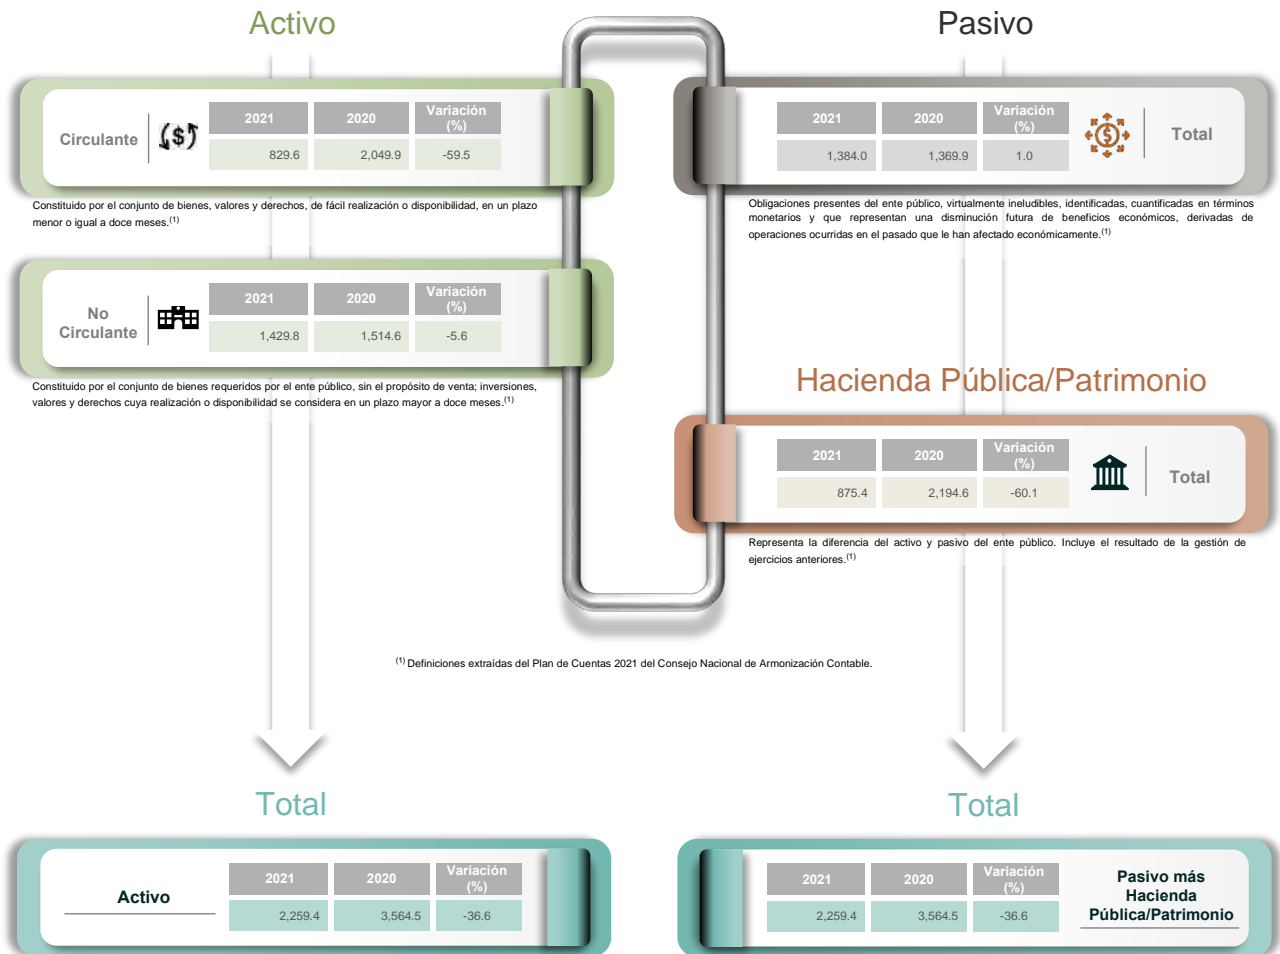 Activo
Circulante
2021 2020 Variación
(%)
829.6 2,049.9 -59.5
Constituido por el conjunto de bienes, valores y derechos, de fácil realización o disponibilidad, en un plazo
menor o igual a doce meses.(1)
No
Circulante
2021 2020 Variación
(%)
1,429.8 1,514.6 -5.6
Constituido por el conjunto de bienes requeridos por el ente público, sin el propósito de venta; inversiones,
valores y derechos cuya realización o disponibilidad se considera en un plazo mayor a doce meses.(1)
Pasivo
2021 2020 Variación
(%)
1,384.0 1,369.9 1.0
Total
Obligaciones presentes del ente público, virtualmente ineludibles, identificadas, cuantificadas en términos
monetarios y que representan una disminución futura de beneficios económicos, derivadas de
operaciones ocurridas en el pasado que le han afectado económicamente.(1)
Hacienda Pública/Patrimonio
2021 2020 Variación
(%)
875.4 2,194.6 -60.1
Total
Representa la diferencia del activo y pasivo del ente público. Incluye el resultado de la gestión de
ejercicios anteriores.(1)
(1) Definiciones extraídas del Plan de Cuentas 2021 del Consejo Nacional de Armonización Contable.
Total
Activo
2021 2020 Variación
(%)
2,259.4 3,564.5 -36.6
Total
2021 2020 Variación
(%)
2,259.4 3,564.5 -36.6
Pasivo más
Hacienda
Pública/Patrimonio